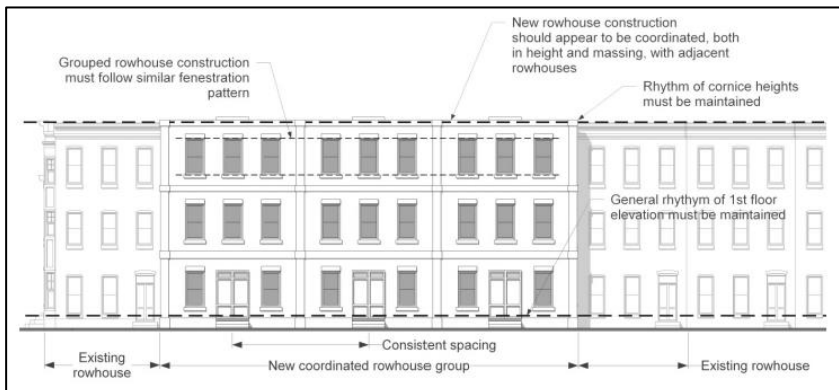 New rowhouse construction
should appear to be coordinated, both
in height and massing, with adjacent
rowhouses
Grouped rowhouse construction
must follow similar fenestration
pattern
Rhythm of cornice heights
must be maintained
General rhythym of 1st floor
elevation must be maintained
Consistent spacing
Existing
rowhouse
New coordinated rowhouse group
Existing rowhouse